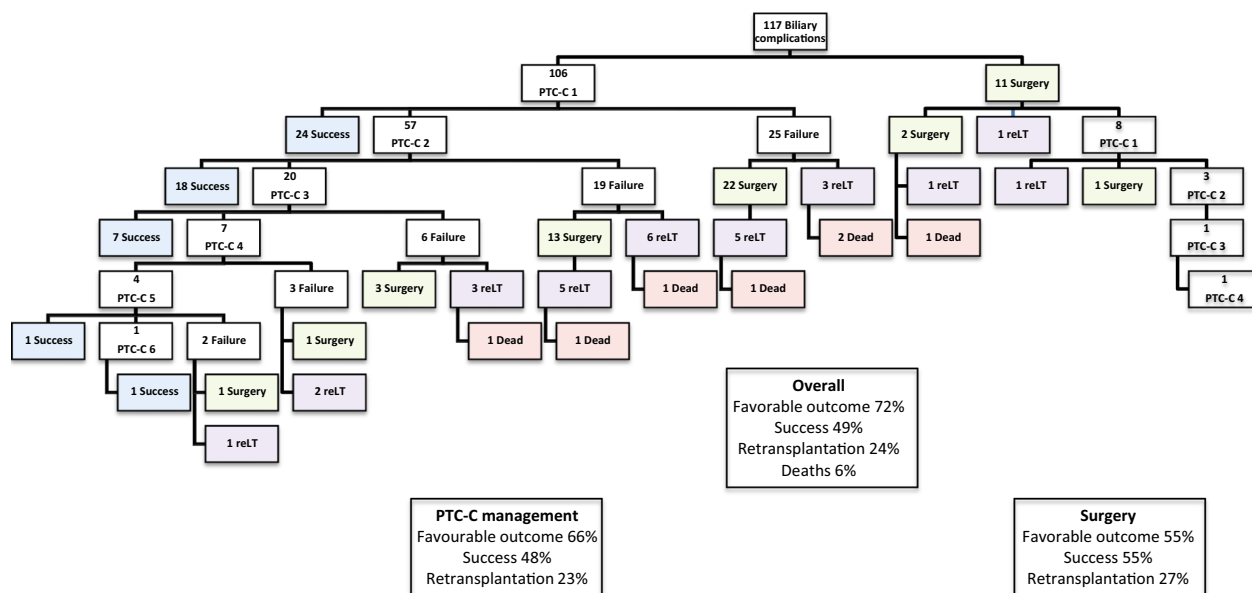 117 Biliary
complications
106
PTC-C 1
11 Surgery
24 Success
57
PTC-C 2
25 Failure
2 Surgery
1 reLT
8
PTC-C 1
18 Success
20
PTC-C 3
19 Failure
22 Surgery
3 reLT
1 reLT
1 reLT
1 Surgery
3
PTC-C 2
7 Success
7
PTC-C 4
6 Failure
13 Surgery
6 reLT
5 reLT
2 Dead
1 Dead
1
PTC-C 3
4
PTC-C 5
3 Failure
3 Surgery
3 reLT
5 reLT
1 Dead
1 Dead
1
PTC-C 4
1 Success
1
PTC-C 6
2 Failure
1 Surgery
1 Dead
1 Dead
1 Success
1 Surgery
2 reLT
1 reLT
Overall
Favorable outcome 72%
Success 49%
Retransplantation 24%
Deaths 6%
PTC-C management
Favourable outcome 66%
Success 48%
Retransplantation 23%
Surgery
Favorable outcome 55%
Success 55%
Retransplantation 27%